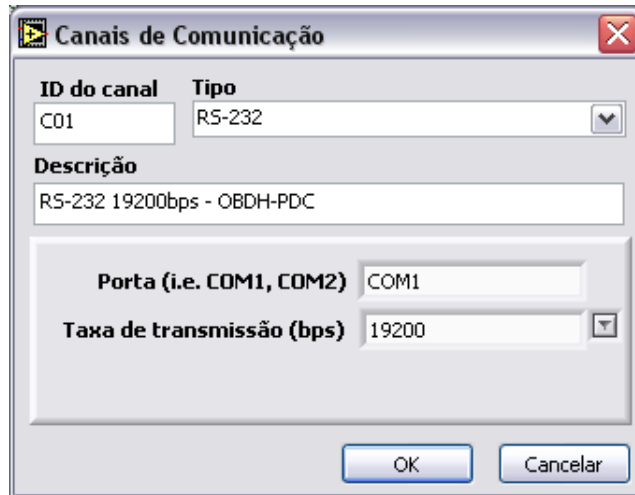 Canais de Comunicação
ID do canal Tipo
C01 RS-232
Descrição
RS-232 19200bps - OBDH-PDC
Porta (i.e. COM1, COM2) COM1
Taxa de transmissão (bps) 19200
OK Cancelar